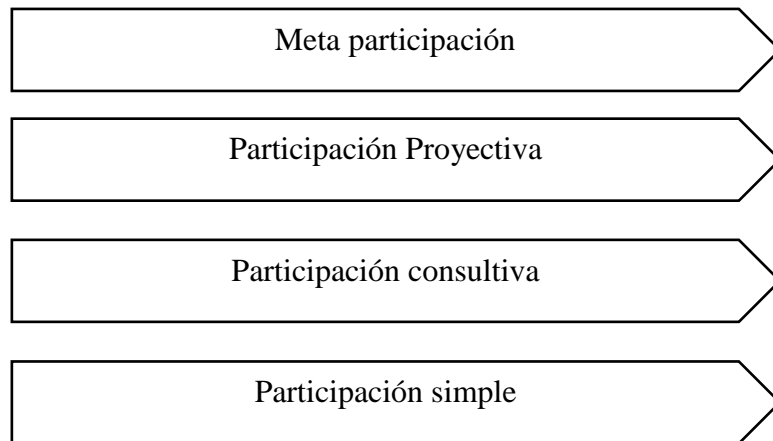 Meta participación
Participación Proyectiva
Participación consultiva
Participación simple